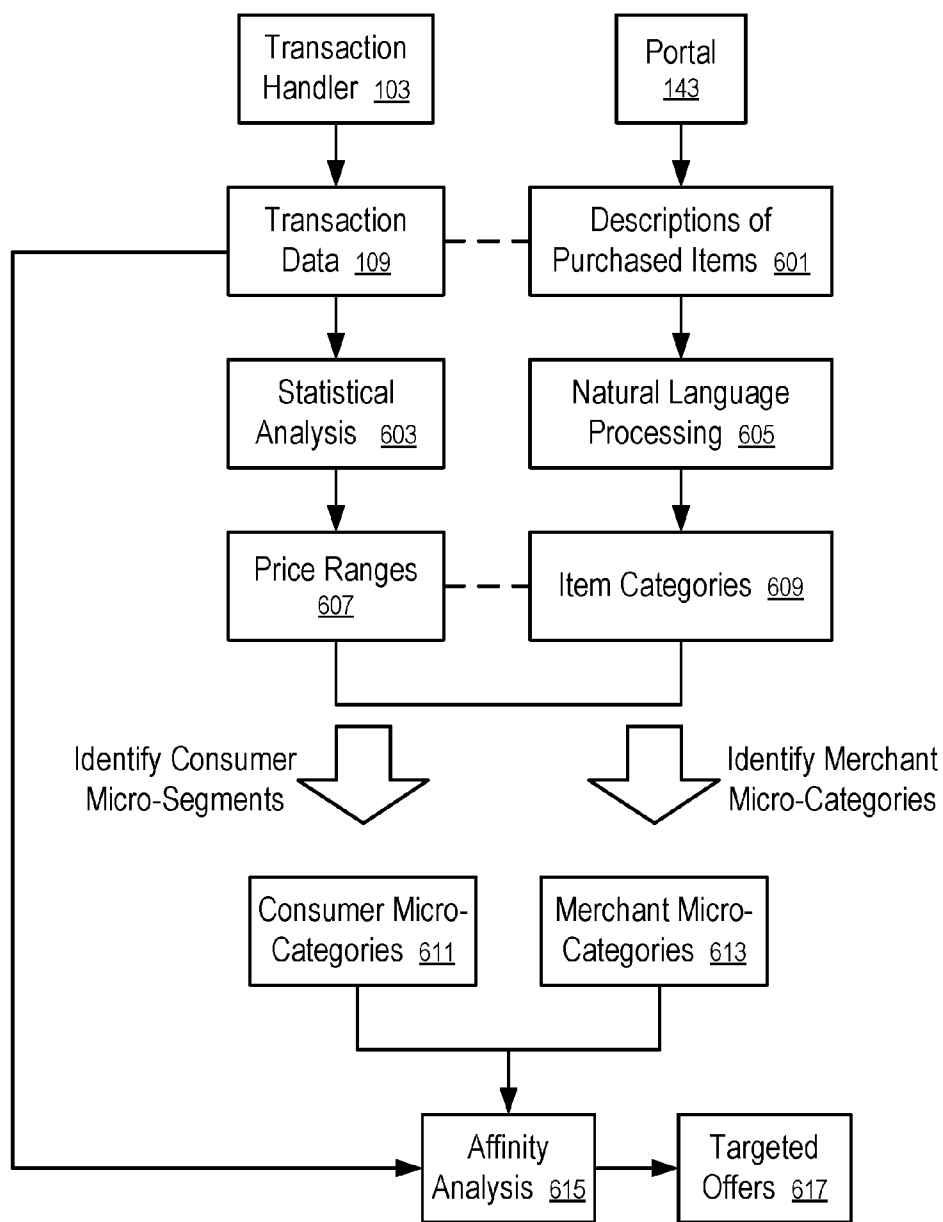 Transaction
Handler 103
Portal
143
Transaction
Data 109
Descriptions of
Purchased Items 601
Statistical
Analysis 603
Natural Language
Processing 605
Price Ranges
607
Item Categories 609
Identify Consumer
Micro-Segments
Identify Merchant
Micro-Categories
Consumer Micro-
Categories 611
Merchant Micro-
Categories 613
Affinity
Analysis 615
Targeted
Offers 617